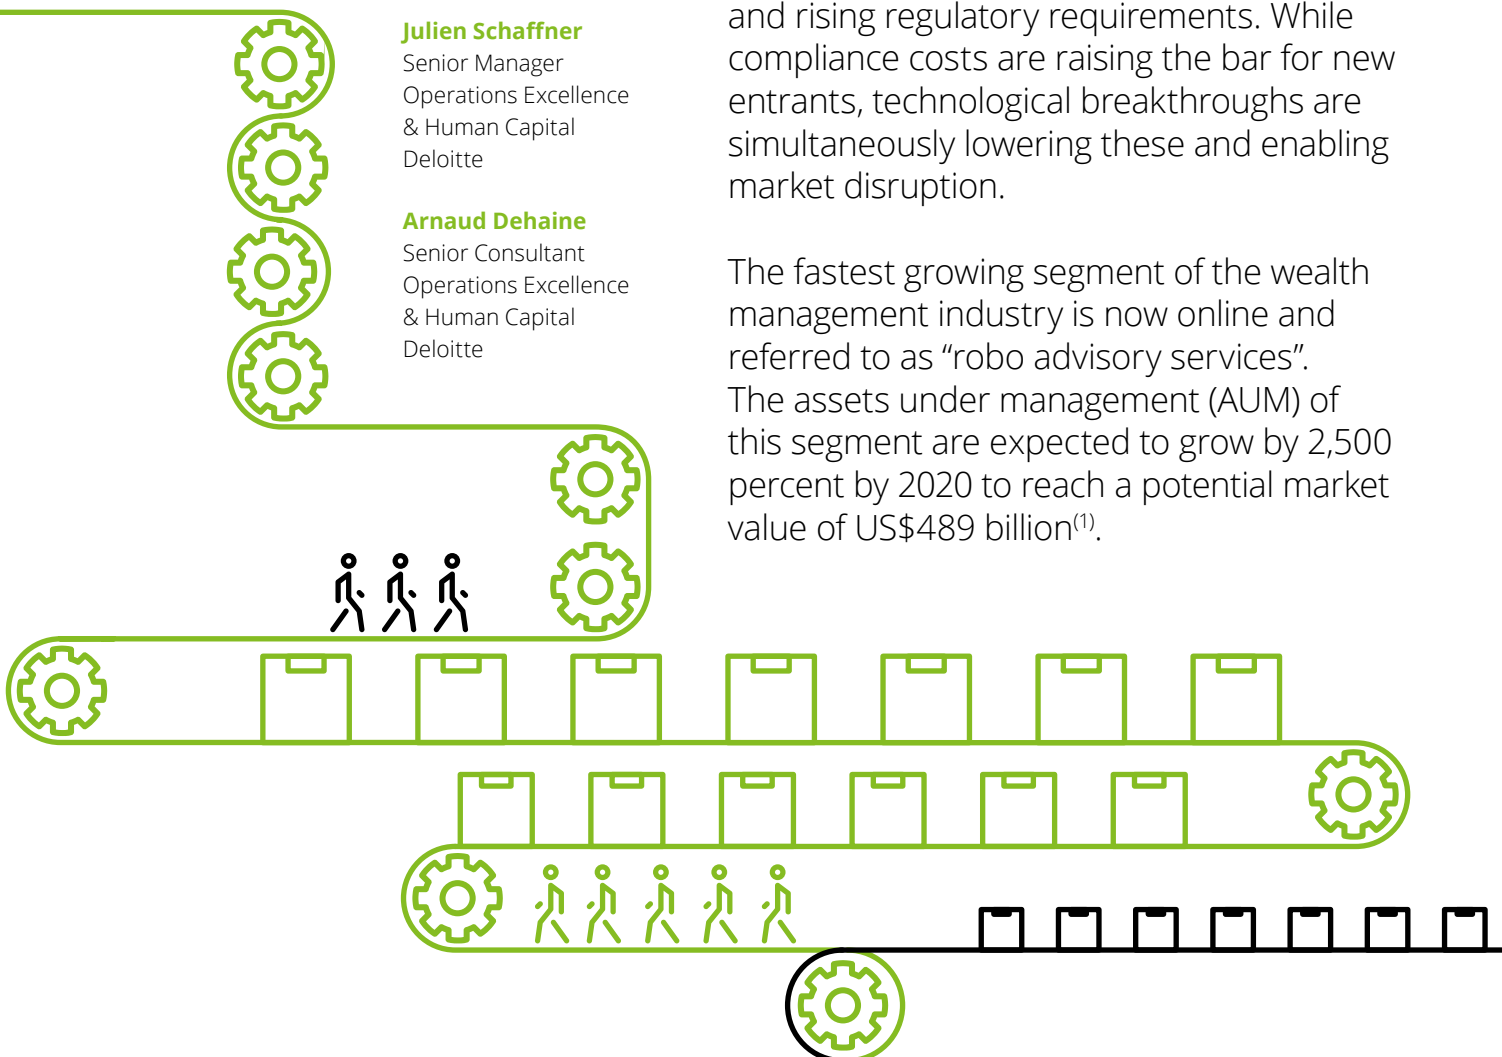 Julien Schaffner
Senior Manager
Operations Excellence
& Human Capital
Deloitte
Arnaud Dehaine
Senior Consultant
Operations Excellence
& Human Capital
Deloitte
and rising regulatory requirements. While
compliance costs are raising the bar for new
entrants, technological breakthroughs are
simultaneously lowering these and enabling
market disruption.
The fastest growing segment of the wealth
management industry is now online and
referred to as “robo advisory services”.
The assets under management (AUM) of
this segment are expected to grow by 2,500
percent by 2020 to reach a potential market
value of US$489 billion(1).